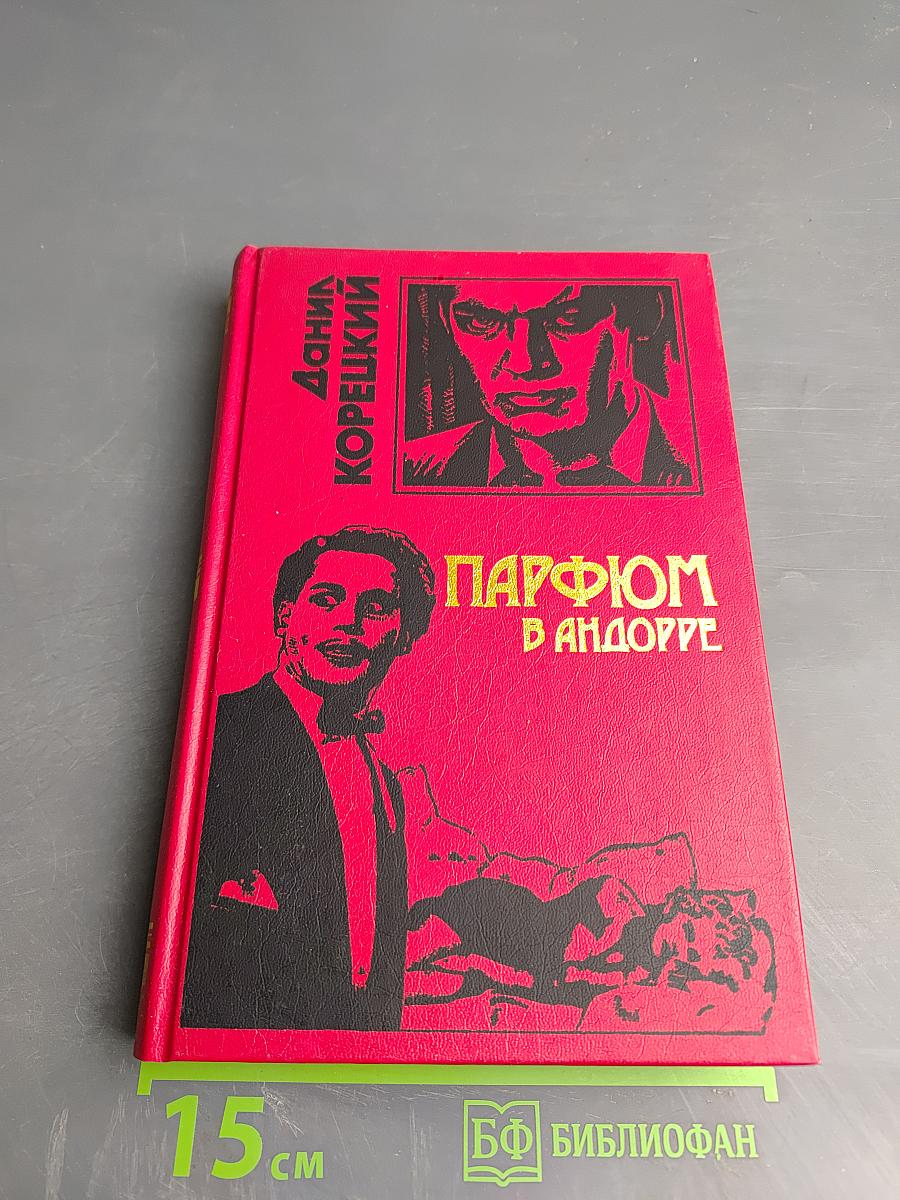 Данил
КОРЕЦКИЙ
ПАРФЮМ
В АНДОРРЕ
15 см
БФ БИБЛИОФАН